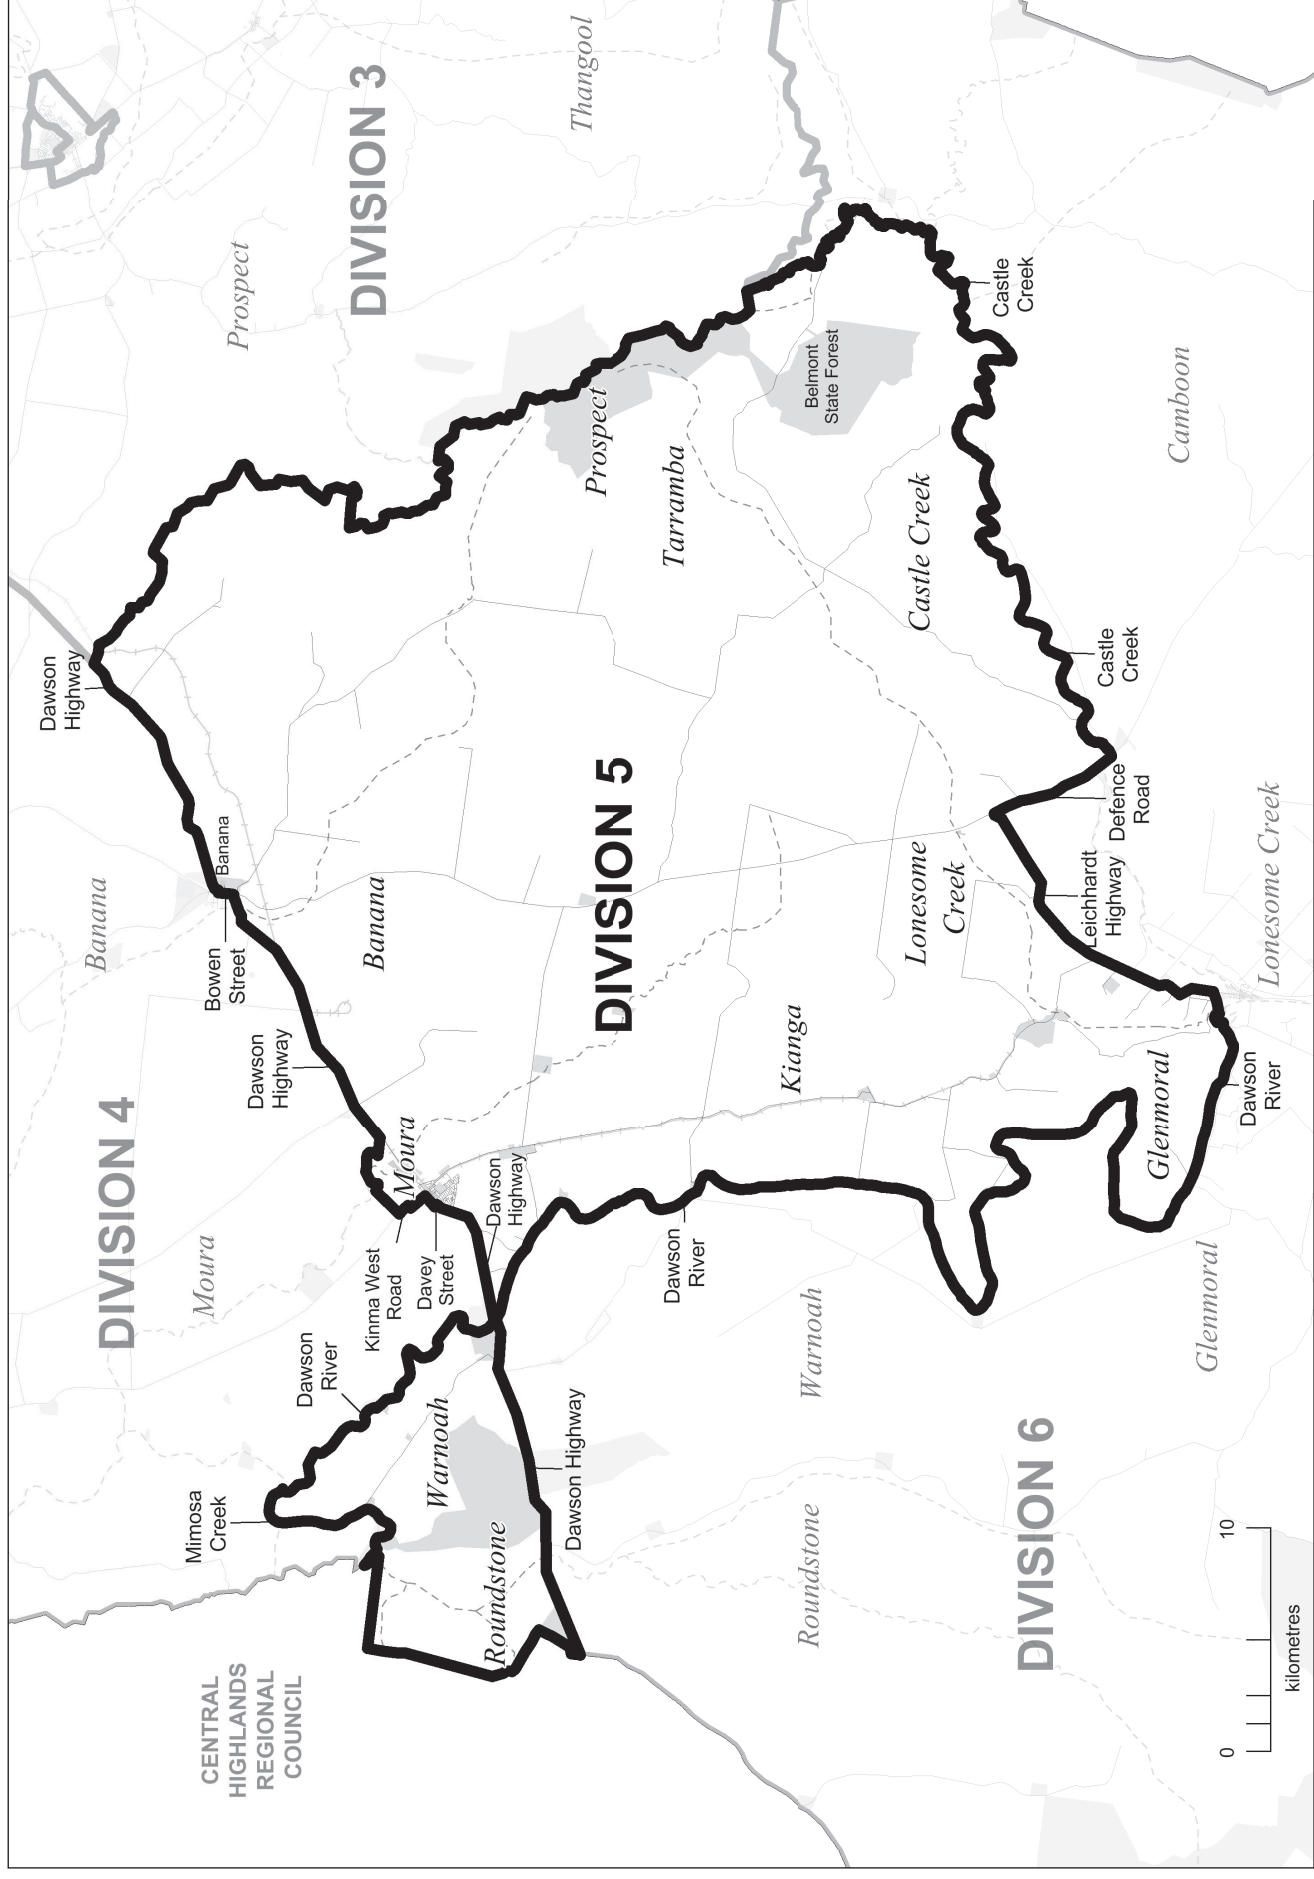 DIVISION 3
Thangool
Prospect
Dawson
Highway
Banana
Bowen
Street
Banana
Banana
Dawson
Highway
DIVISION 4
Moura
Moura
Kinma West
Road
Davey
Street
Dawson
Highway
Dawson
River
Mimosa
Creek
CENTRAL
HIGHLANDS
REGIONAL
COUNCIL
Warnoah
Roundstone
Dawson Highway
Prospect
Tarramba
Belmont
State Forest
Castle Creek
Castle
Creek
Camboon
Castle
Creek
DIVISION 5
Defence
Road
Leichhardt
Highway
Lonesome
Creek
Lonesome Creek
Kianga
Dawson
River
Glenmoral
Dawson
River
Warnoah
Glenmoral
Roundstone
DIVISION 6
0
10
kilometres